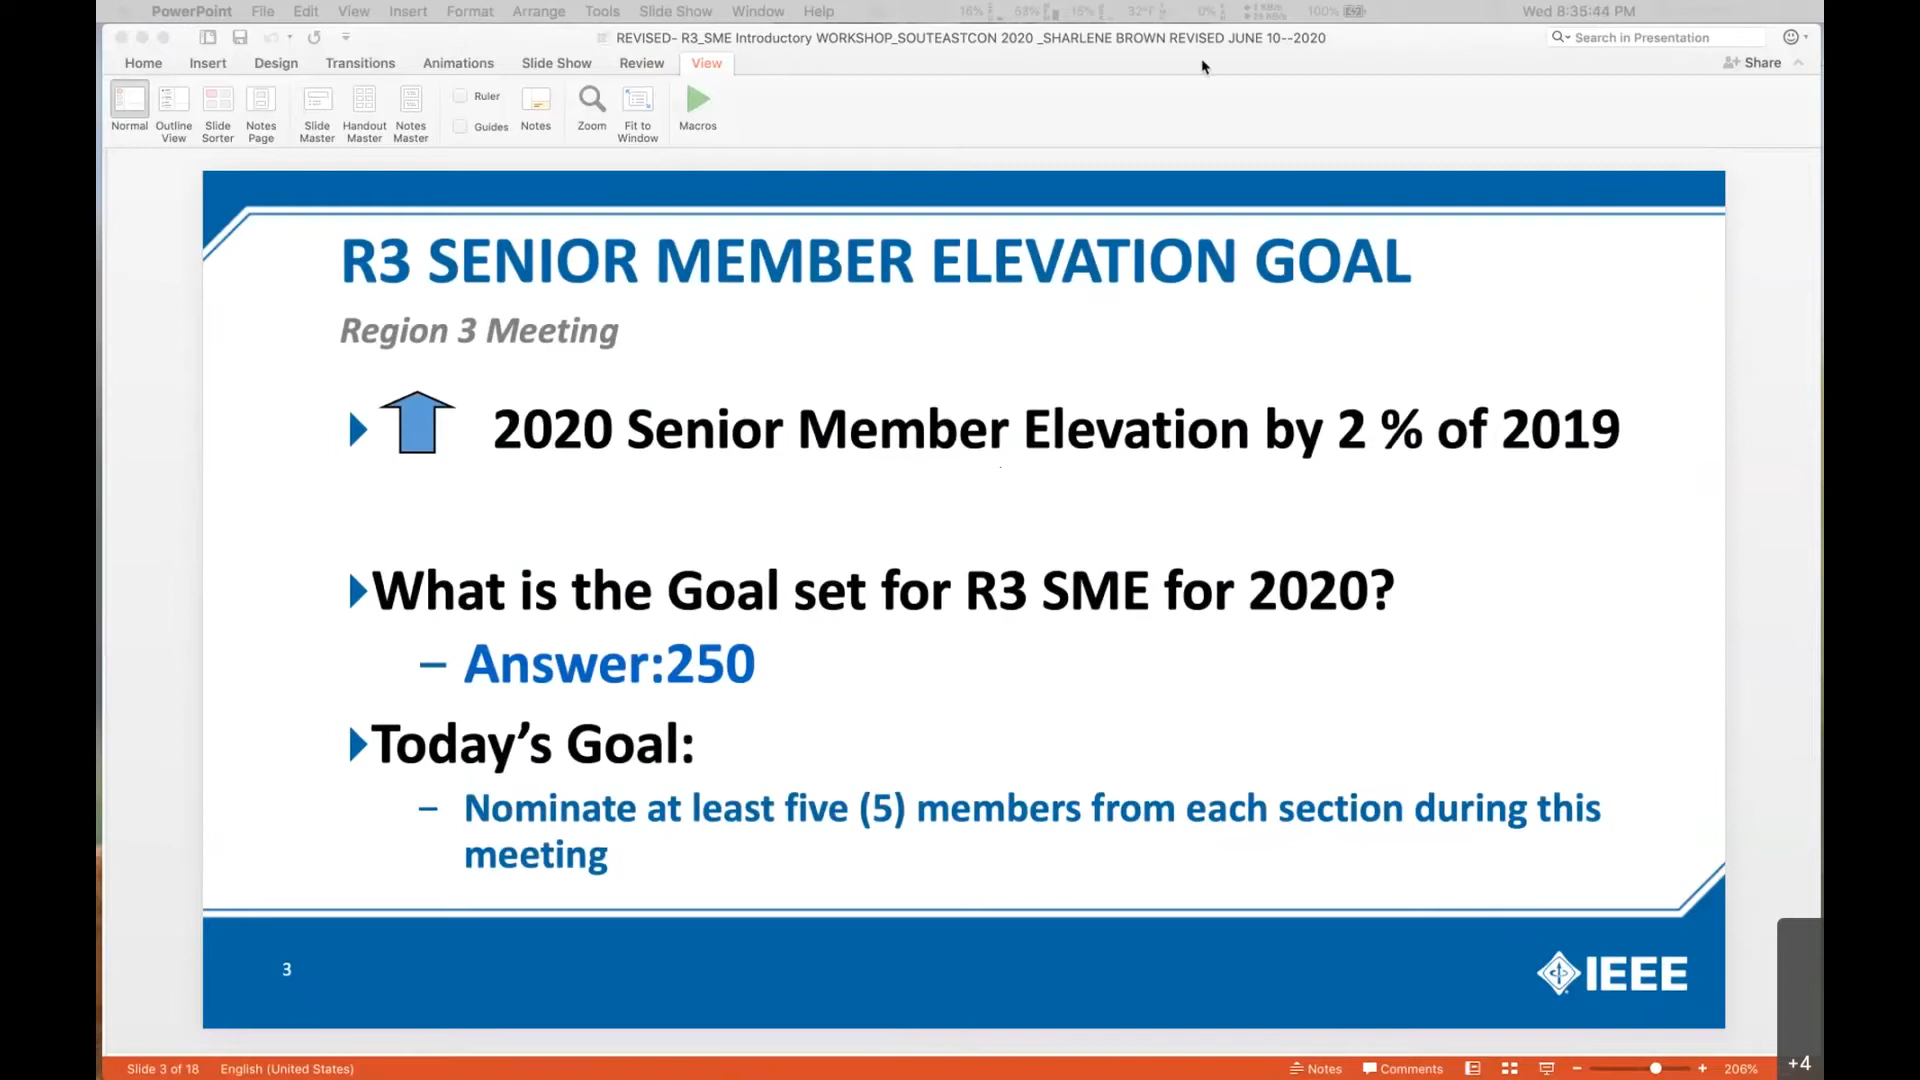 PowerPoint File Edit View Insert Format Arrange Tools Slide Show Window Help 16% 68% 15% 32°F 0% 100% Wed 8:35:44 PM
REVISED- R3_SME Introductory WORKSHOP_SOUTEASTCON 2020 _SHARLENE BROWN REVISED JUNE 10--2020 Search in Presentation
Home Insert Design Transitions Animations Slide Show Review View Share
Normal Outline View Slide Sorter Notes Page Slide Master Handout Master Notes Master Ruler Guides Notes Zoom Fit to Window Macros
R3 SENIOR MEMBER ELEVATION GOAL
Region 3 Meeting
2020 Senior Member Elevation by 2 % of 2019
What is the Goal set for R3 SME for 2020?
– Answer:250
Today’s Goal:
– Nominate at least five (5) members from each section during this
meeting
3
IEEE
Slide 3 of 18 English (United States) Notes Comments 206%
+4